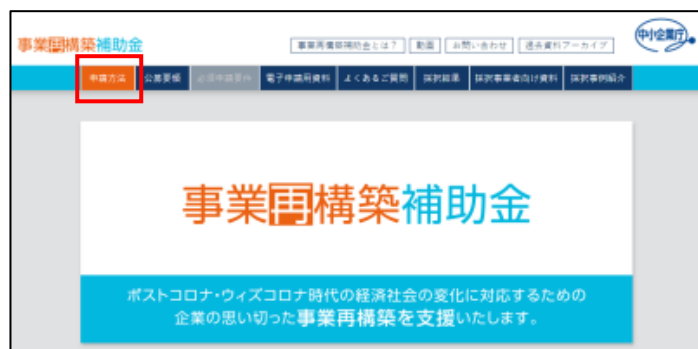 事業再構築補助金
事業再構築補助金とは?
動画
お問い合わせ
過去資料アーカイブ
中小企業庁
申請方法
公募要領
必須申請要件
電子申請用資料
よくあるご質問
採択結果
採択事業者向け資料
採択事例紹介
事業再構築補助金
ポストコロナ・ウィズコロナ時代の経済社会の変化に対応するための
企業の思い切った事業再構築を支援いたします。